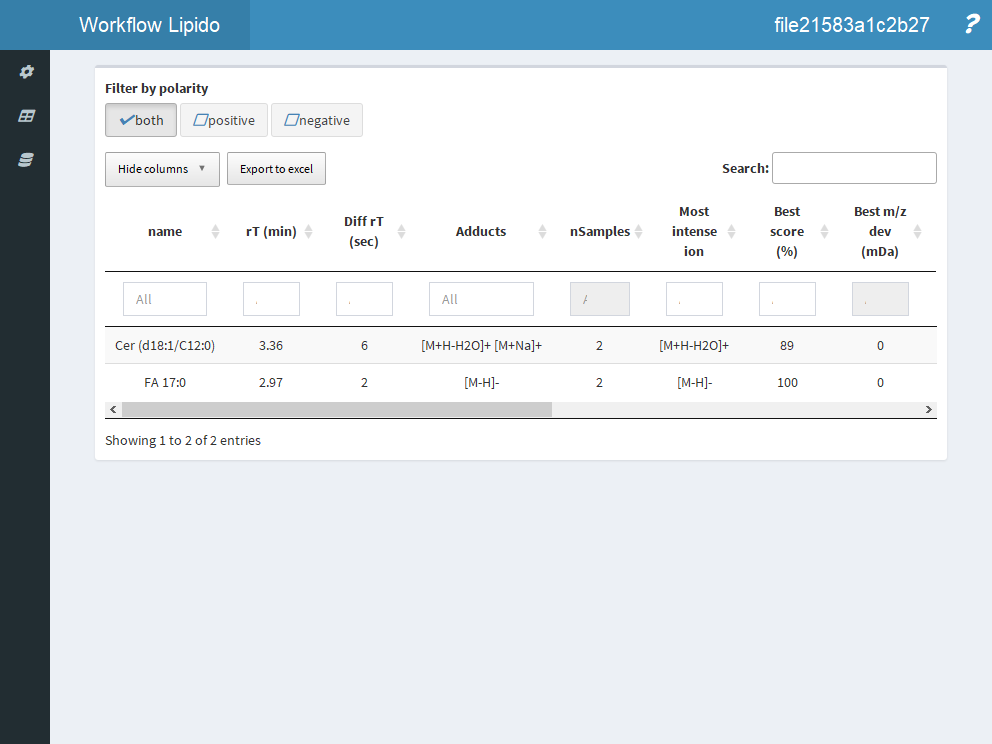 Workflow Lipido file21583a1c2b27 ?
Filter by polarity
both positive negative
Hide columns ▼ Export to excel Search:
name rT (min) Diff rT (sec) Adducts nSamples Most intense ion Best score (%) Best m/z dev (mDa)
All . . All . . .
Cer (d18:1/C12:0) 3.36 6 [M+H-H2O]+ [M+Na]+ 2 [M+H-H2O]+ 89 0
FA 17:0 2.97 2 [M-H]- 2 [M-H]- 100 0
Showing 1 to 2 of 2 entries